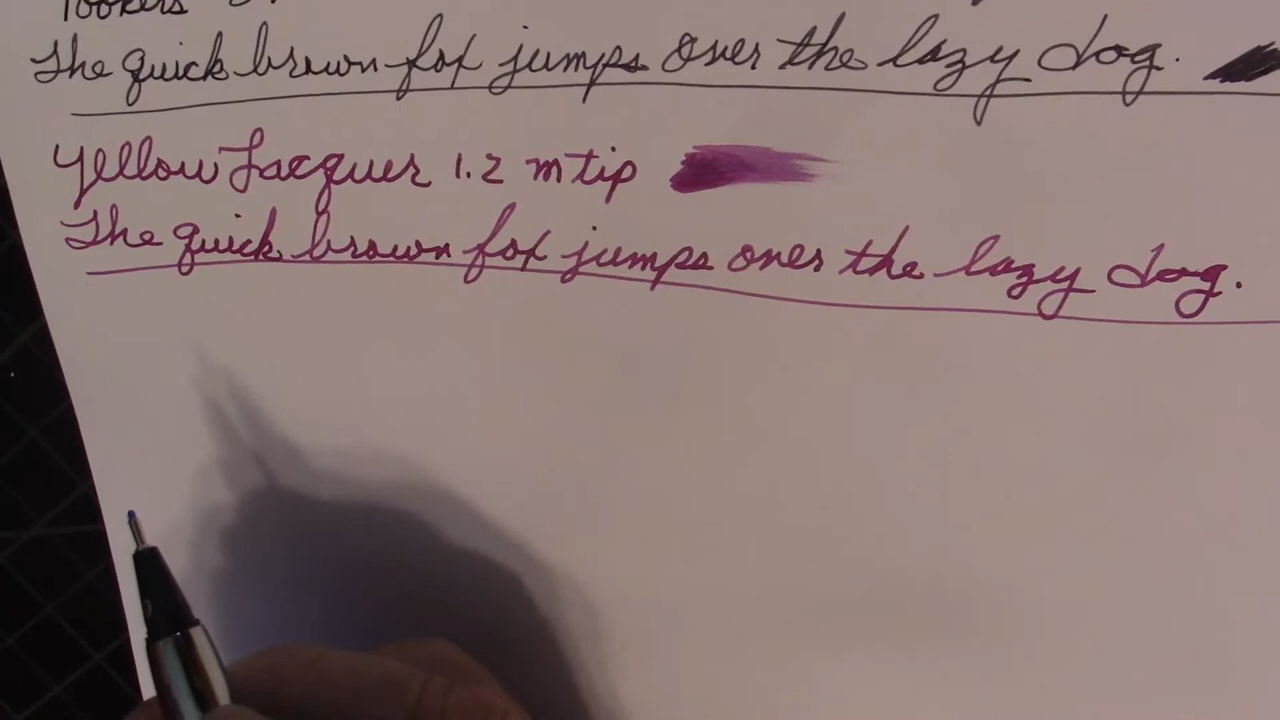 The quick brown fox jumps over the lazy dog.
Yellow Lacquer 1.2 m tip
The quick brown fox jumps over the lazy dog.